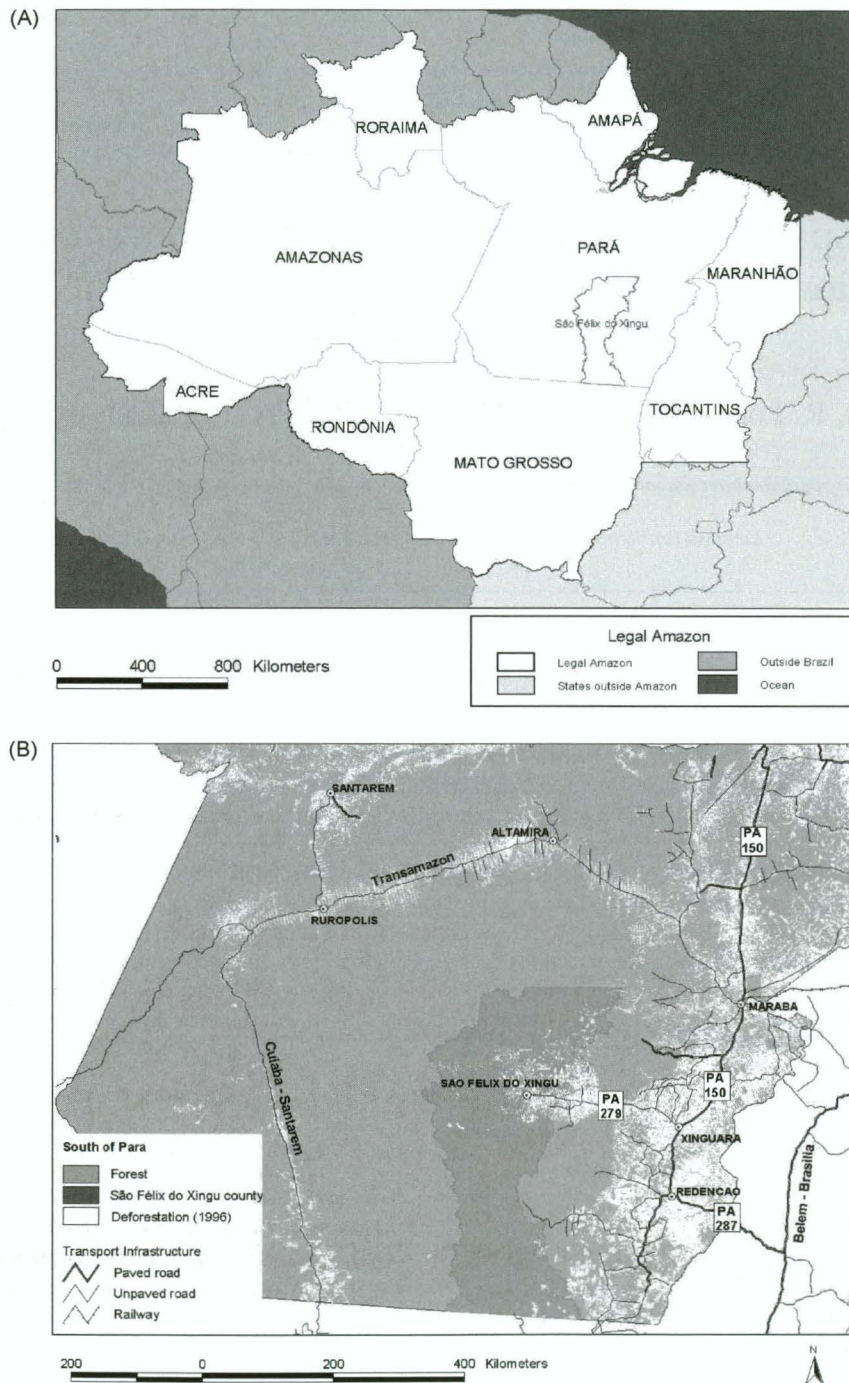 (A)
RORAIMA
AMAPÁ
AMAZONAS
PARÁ
MARANHÃO
São Félix do Xingu
ACRE
RONDÔNIA
TOCANTINS
MATO GROSSO
0 400 800 Kilometers
Legal Amazon
Legal Amazon
Outside Brazil
States outside Amazon
Ocean
(B)
SANTAREM
ALTAMIRA
PA
150
Transamazon
RUROPOLIS
MARABA
Cuiaba - Santarem
SAO FELIX DO XINGU
PA
279
PA
150
XINGUARA
REDENCAO
PA
287
Belem - Brasilia
South of Para
Forest
São Félix do Xingu county
Deforestation (1996)
Transport Infrastructure
Paved road
Unpaved road
Railway
200 0 200 400 Kilometers
N